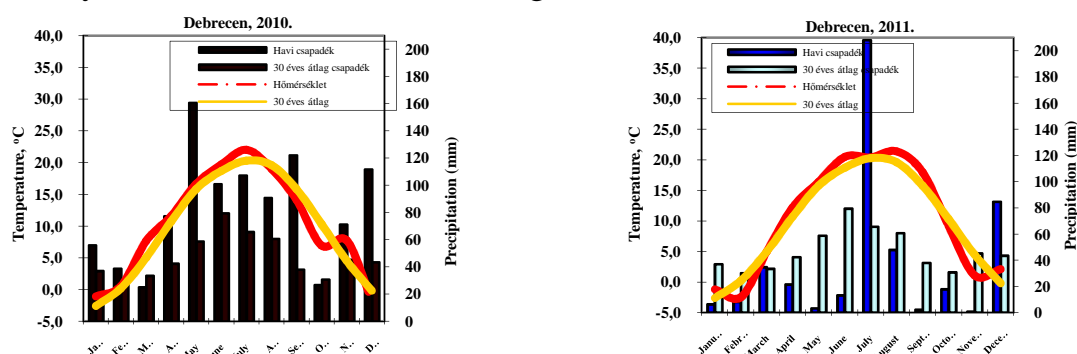 Debrecen, 2010.
40,0
35,0
30,0
25,0
20,0
15,0
10,0
5,0
0,0
-5,0
Temperature, °C
Havi csapadék
30 éves átlag csapadék
Hőmérséklet
30 éves átlag
200
180
160
140
120
100
80
60
40
20
0
Precipitation (mm)
Ja..
Fe..
M..
A..
May
une
uly
A..
Se..
O..
N..
D..
Debrecen, 2011.
40,0
35,0
30,0
25,0
20,0
15,0
10,0
5,0
0,0
-5,0
Temperature, °C
Havi csapadék
30 éves átlag csapadék
Hőmérséklet
30 éves átlag
200
180
160
140
120
100
80
60
40
20
0
Precipitation (mm)
Janu..
Febr..
March
April
May
June
July
August
Sept..
Octo..
Nove..
Dece..